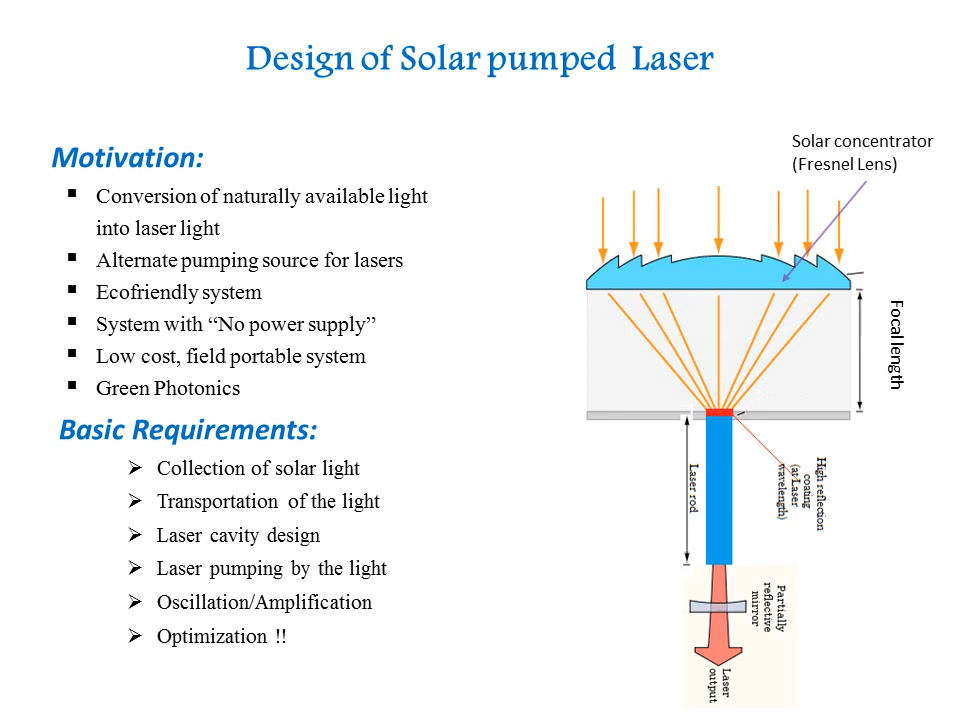 Design of Solar pumped Laser
Motivation:
▪ Conversion of naturally available light
into laser light
▪ Alternate pumping source for lasers
▪ Ecofriendly system
▪ System with “No power supply”
▪ Low cost, field portable system
▪ Green Photonics
Basic Requirements:
➢ Collection of solar light
➢ Transportation of the light
➢ Laser cavity design
➢ Laser pumping by the light
➢ Oscillation/Amplification
➢ Optimization !!
Solar concentrator
(Fresnel Lens)
Focal length
Laser rod
High reflection
coating
(at Laser
wavelength)
Partially
reflective
mirror
Laser
output